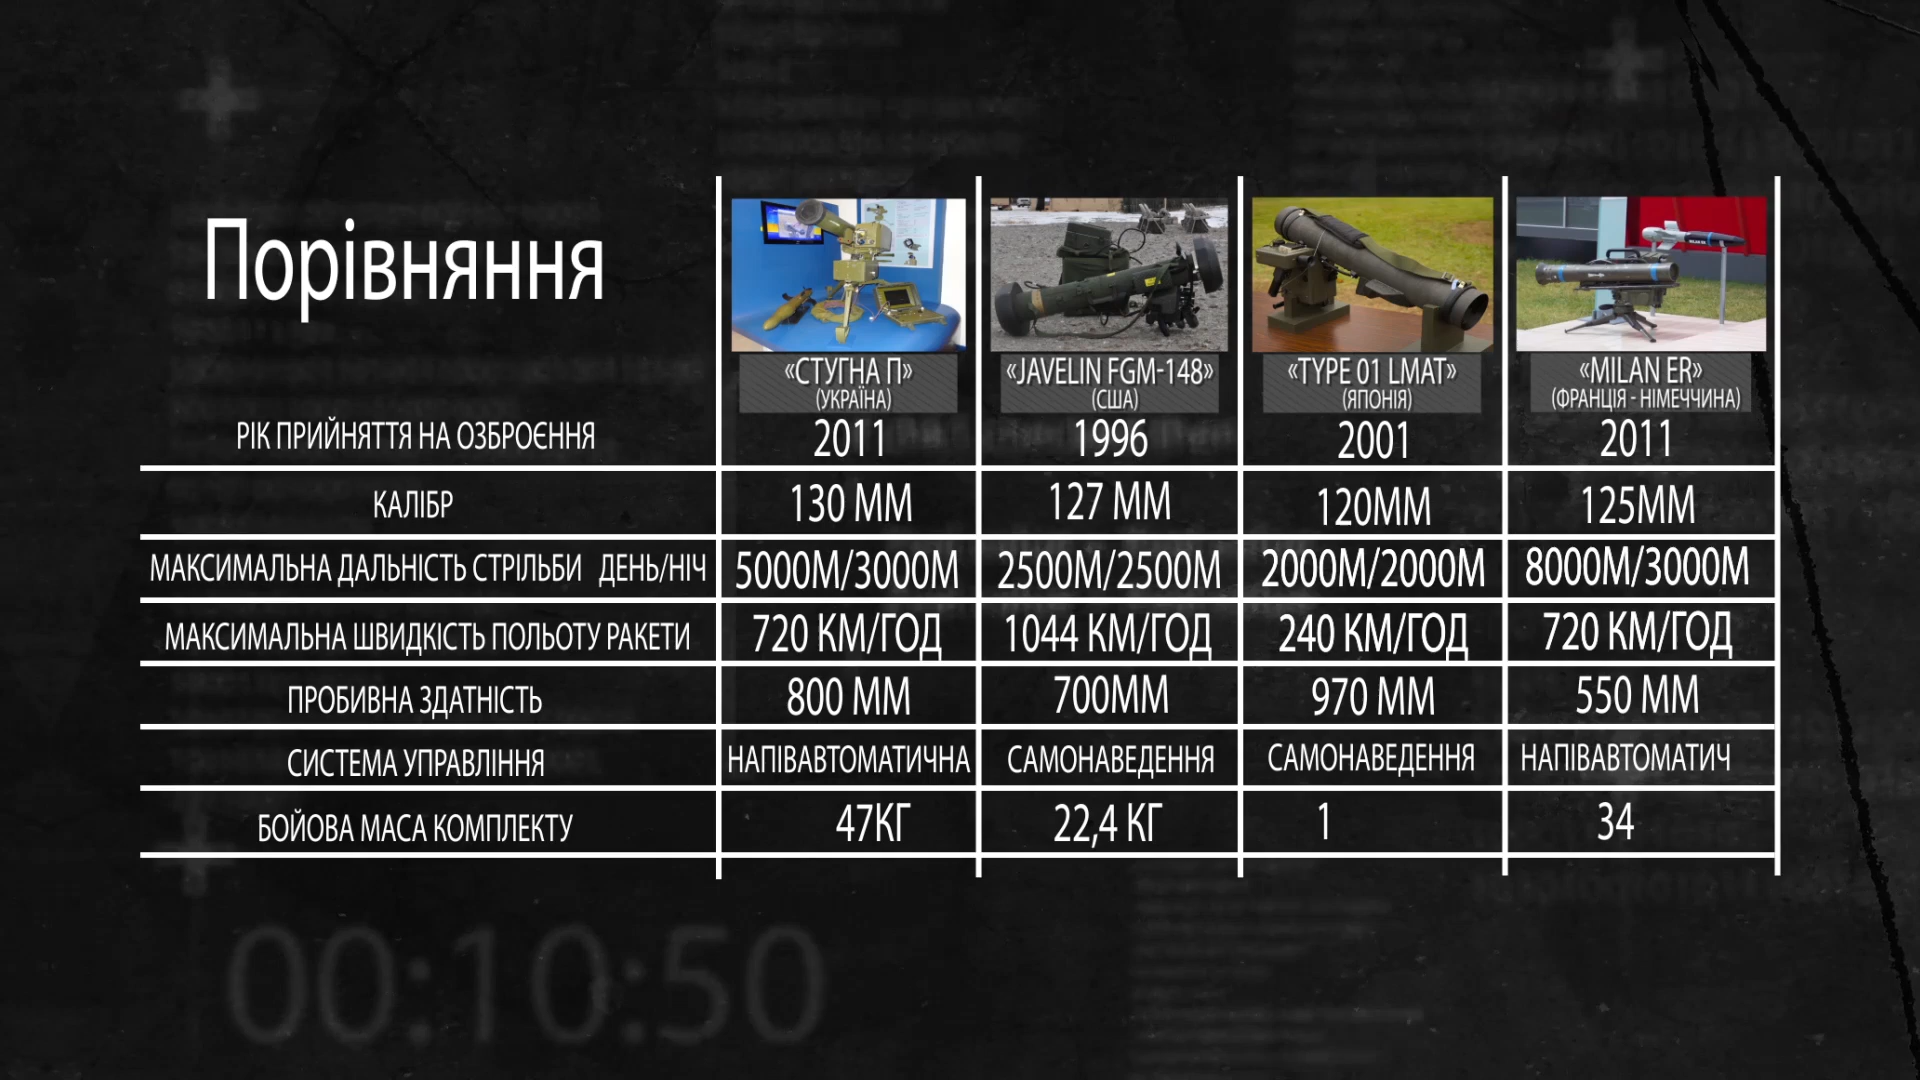 Порівняння
«СТУГНА П» «JAVELIN FGM-148» «TYPE 01 LMAT» «MILAN ER»
(УКРАЇНА) (США) (ЯПОНІЯ) (ФРАНЦІЯ - НІМЕЧЧИНА)
РІК ПРИЙНЯТТЯ НА ОЗБРОЄННЯ 2011 1996 2001 2011
КАЛІБР 130 ММ 127 ММ 120ММ 125ММ
МАКСИМАЛЬНА ДАЛЬНІСТЬ СТРІЛЬБИ ДЕНЬ/НІЧ 5000М/3000М 2500М/2500М 2000М/2000М 8000М/3000М
МАКСИМАЛЬНА ШВИДКІСТЬ ПОЛЬОТУ РАКЕТИ 720 КМ/ГОД 1044 КМ/ГОД 240 КМ/ГОД 720 КМ/ГОД
ПРОБИВНА ЗДАТНІСТЬ 800 ММ 700ММ 970 ММ 550 ММ
СИСТЕМА УПРАВЛІННЯ НАПІВАВТОМАТИЧНА САМОНАВЕДЕННЯ САМОНАВЕДЕННЯ НАПІВАВТОМАТИЧ
БОЙОВА МАСА КОМПЛЕКТУ 47КГ 22,4 КГ 1 34
00:10:50